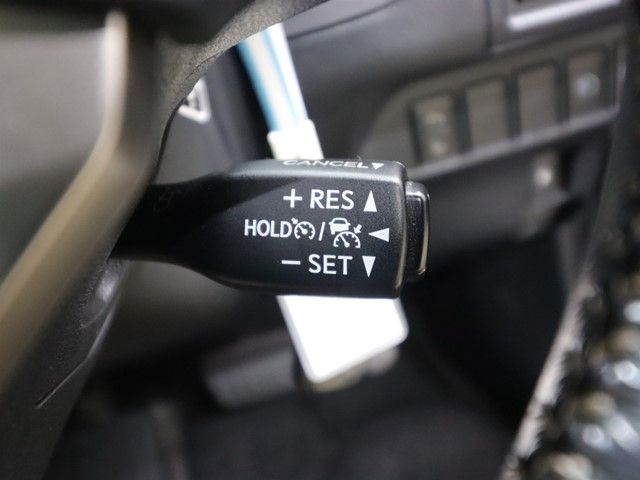 CANCEL▼
+ RES ▲
HOLD / ◀
− SET ▼